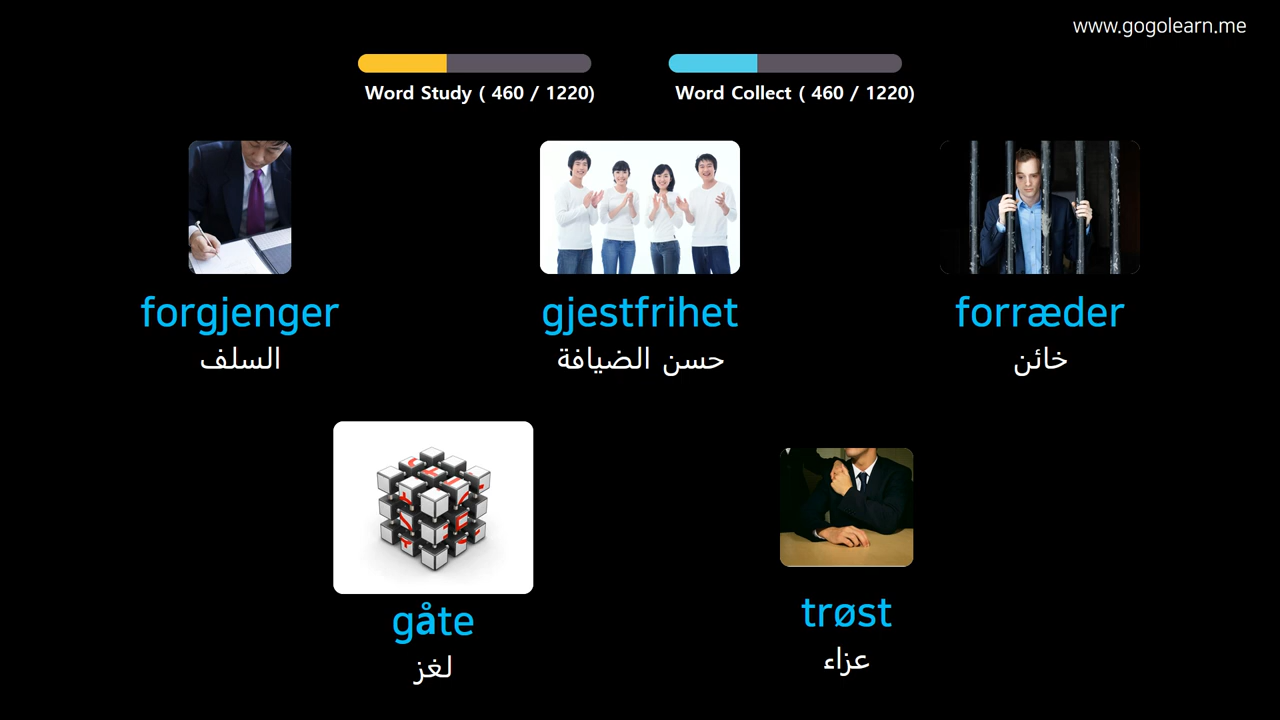 www.gogolearn.me
Word Study ( 460 / 1220)
Word Collect ( 460 / 1220)
forgjenger
السلف
gjestfrihet
حسن الضيافة
forræder
خائن
gåte
لغز
trøst
عزاء